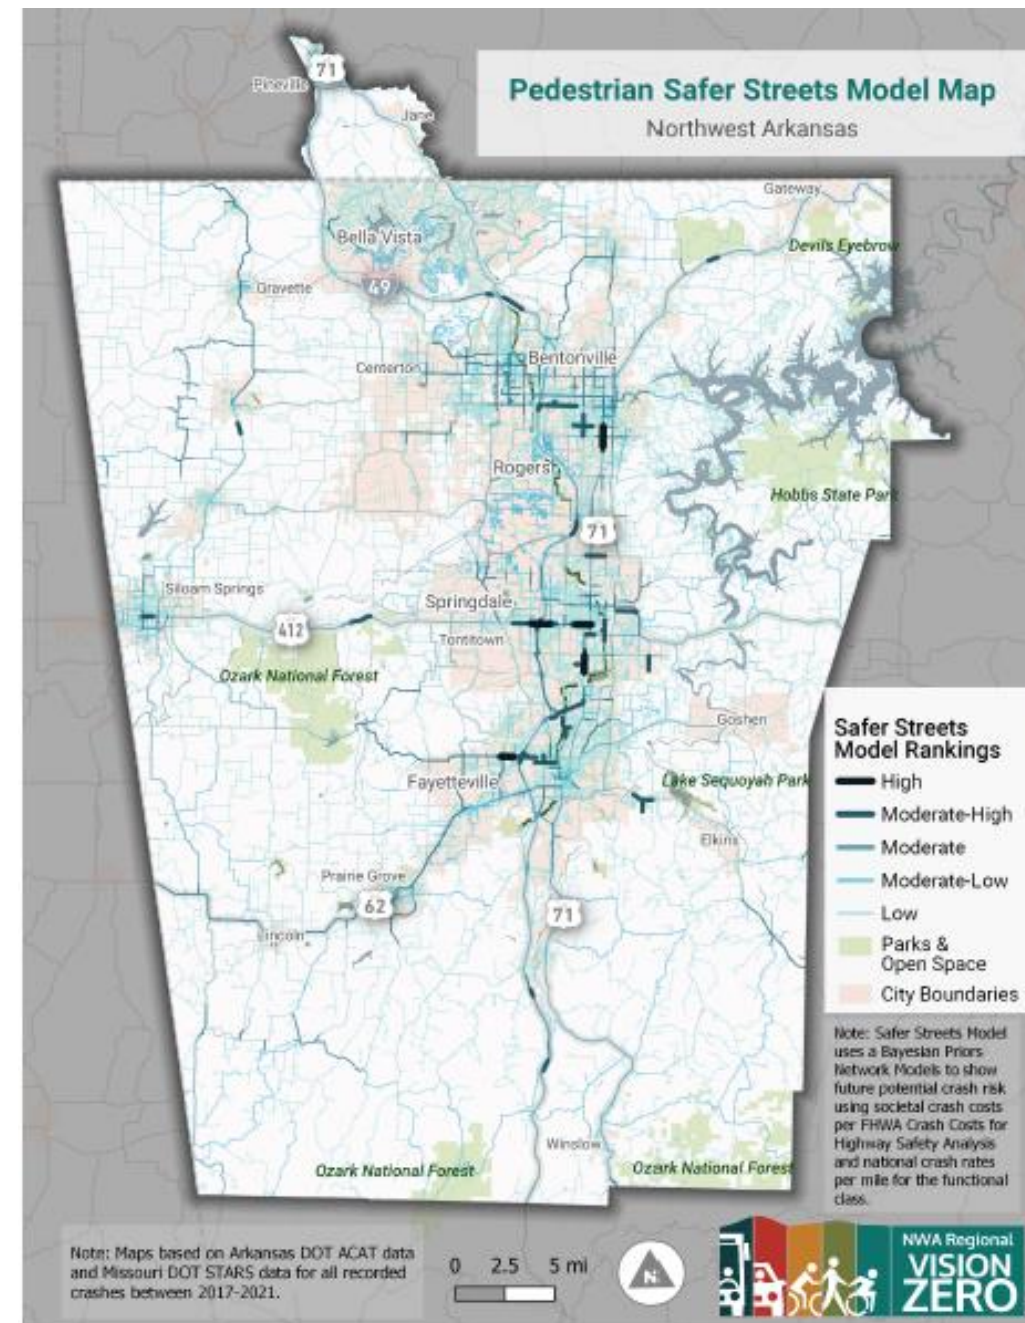 Pedestrian Safer Streets Model Map
Northwest Arkansas
71
Pineville
Jane
Gateway
Bella Vista
Devils Eyebrow
49
Gravette
Bentonville
Centerton
Rogers
Hobbs State Park
71
Siloam Springs
Springdale
412
Tontitown
Ozark National Forest
Goshen
Fayetteville
Lake Sequoyah Park
Elkins
Prairie Grove
62
71
Lincoln
Winslow
Ozark National Forest
Ozark National Forest
Safer Streets
Model Rankings
High
Moderate-High
Moderate
Moderate-Low
Low
Parks &
Open Space
City Boundaries
Note: Safer Streets Model
uses a Bayesian Priors
Network Models to show
future potential crash risk
using societal crash costs
per FHWA Crash Costs for
Highway Safety Analysis
and national crash rates
per mile for the functional
class.
Note: Maps based on Arkansas DOT ACAT data
and Missouri DOT STARS data for all recorded
crashes between 2017-2021.
0 2.5 5 mi
N
NWA Regional
VISION
ZERO